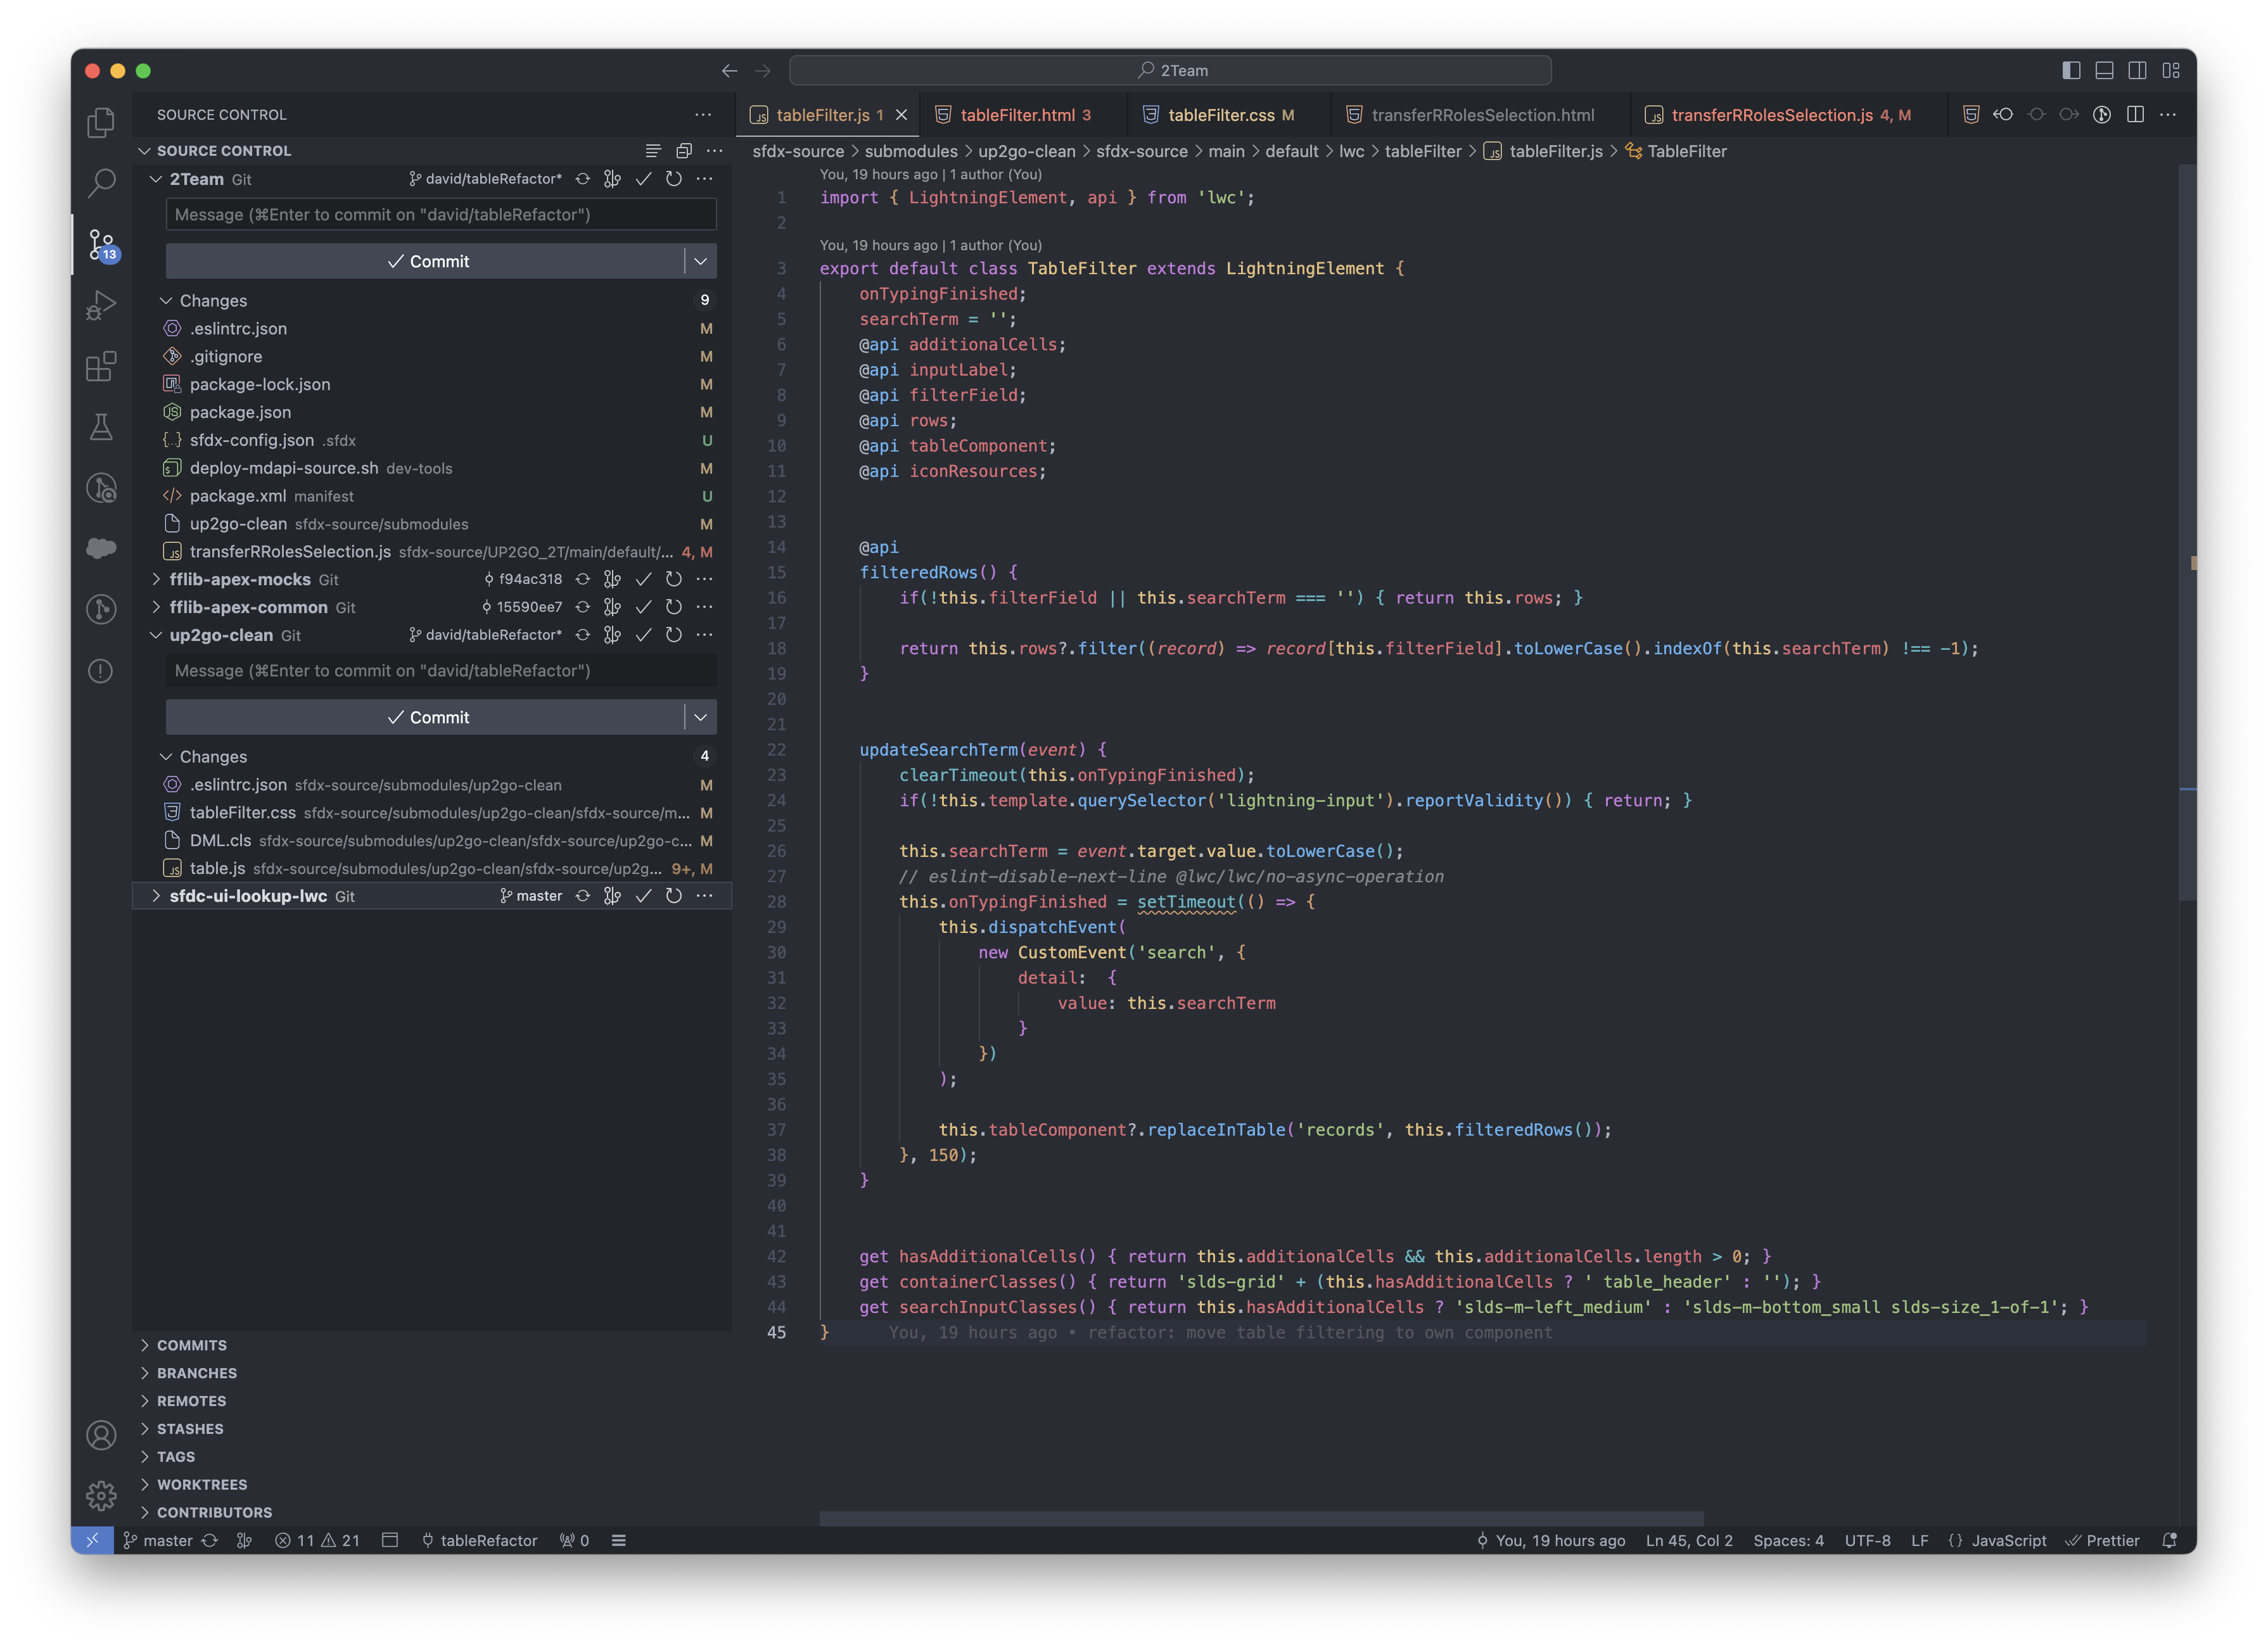 2Team
SOURCE CONTROL
SOURCE CONTROL
2Team Git david/tableRefactor*
Message (⌘Enter to commit on "david/tableRefactor")
Commit
Changes 9
.eslintrc.json M
.gitignore M
package-lock.json M
package.json M
sfdx-config.json .sfdx U
deploy-mdapi-source.sh dev-tools M
package.xml manifest U
up2go-clean sfdx-source/submodules M
transferRRolesSelection.js sfdx-source/UP2GO_2T/main/default/... 4, M
fflib-apex-mocks Git f94ac318
fflib-apex-common Git 15590ee7
up2go-clean Git david/tableRefactor*
Message (⌘Enter to commit on "david/tableRefactor")
Commit
Changes 4
.eslintrc.json sfdx-source/submodules/up2go-clean M
tableFilter.css sfdx-source/submodules/up2go-clean/sfdx-source/m... M
DML.cls sfdx-source/submodules/up2go-clean/sfdx-source/up2go-c... M
table.js sfdx-source/submodules/up2go-clean/sfdx-source/up2g... 9+, M
sfdc-ui-lookup-lwc Git master
COMMITS
BRANCHES
REMOTES
STASHES
TAGS
WORKTREES
CONTRIBUTORS
13
tableFilter.js 1 tableFilter.html 3 tableFilter.css M transferRRolesSelection.html transferRRolesSelection.js 4, M
sfdx-source > submodules > up2go-clean > sfdx-source > main > default > lwc > tableFilter > tableFilter.js > TableFilter
You, 19 hours ago | 1 author (You)
1 import { LightningElement, api } from 'lwc';
2
You, 19 hours ago | 1 author (You)
3 export default class TableFilter extends LightningElement {
4 onTypingFinished;
5 searchTerm = '';
6 @api additionalCells;
7 @api inputLabel;
8 @api filterField;
9 @api rows;
10 @api tableComponent;
11 @api iconResources;
12
13
14 @api
15 filteredRows() {
16 if(!this.filterField || this.searchTerm === '') { return this.rows; }
17
18 return this.rows?.filter((record) => record[this.filterField].toLowerCase().indexOf(this.searchTerm) !== -1);
19 }
20
21
22 updateSearchTerm(event) {
23 clearTimeout(this.onTypingFinished);
24 if(!this.template.querySelector('lightning-input').reportValidity()) { return; }
25
26 this.searchTerm = event.target.value.toLowerCase();
27 // eslint-disable-next-line @lwc/lwc/no-async-operation
28 this.onTypingFinished = setTimeout(() => {
29 this.dispatchEvent(
30 new CustomEvent('search', {
31 detail:  {
32 value: this.searchTerm
33 }
34 })
35 );
36
37 this.tableComponent?.replaceInTable('records', this.filteredRows());
38 }, 150);
39 }
40
41
42 get hasAdditionalCells() { return this.additionalCells && this.additionalCells.length > 0; }
43 get containerClasses() { return 'slds-grid' + (this.hasAdditionalCells ? ' table_header' : ''); }
44 get searchInputClasses() { return this.hasAdditionalCells ? 'slds-m-left_medium' : 'slds-m-bottom_small slds-size_1-of-1'; }
45 } You, 19 hours ago • refactor: move table filtering to own component
master 11 21 tableRefactor 0 You, 19 hours ago Ln 45, Col 2 Spaces: 4 UTF-8 LF {} JavaScript Prettier